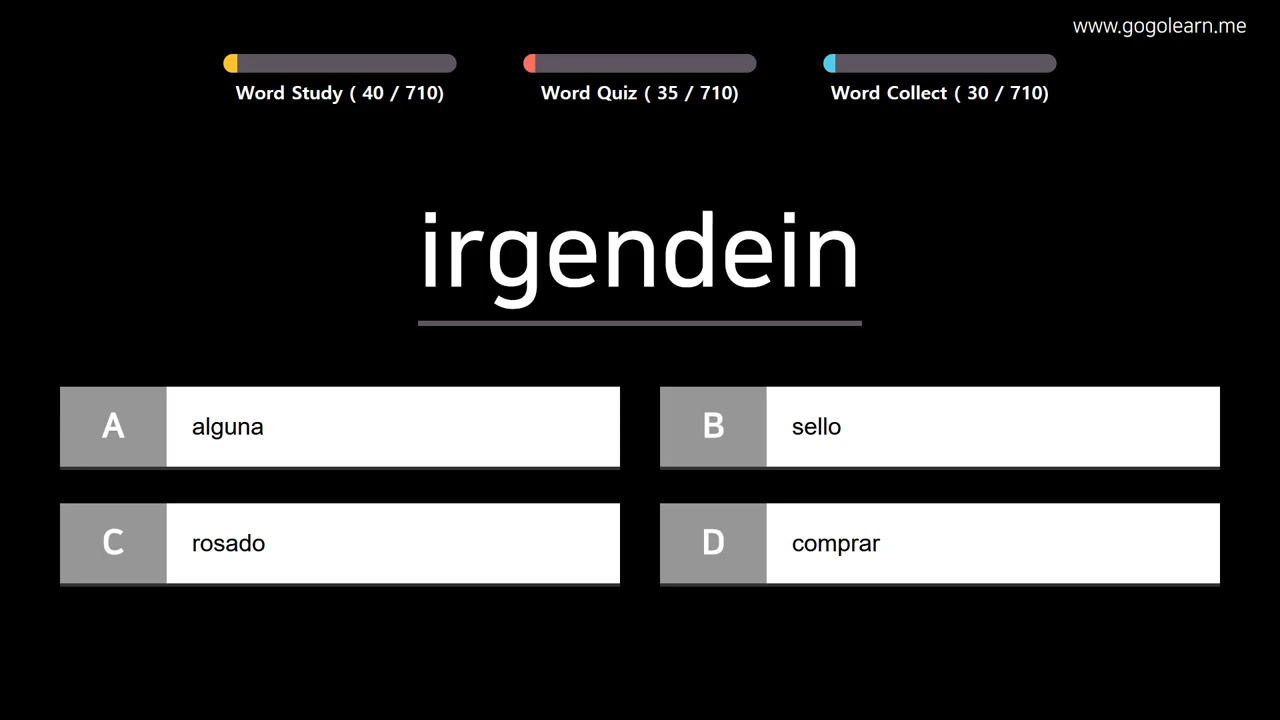 www.gogolearn.me
Word Study ( 40 / 710)
Word Quiz ( 35 / 710)
Word Collect ( 30 / 710)
irgendein
A alguna
B sello
C rosado
D comprar